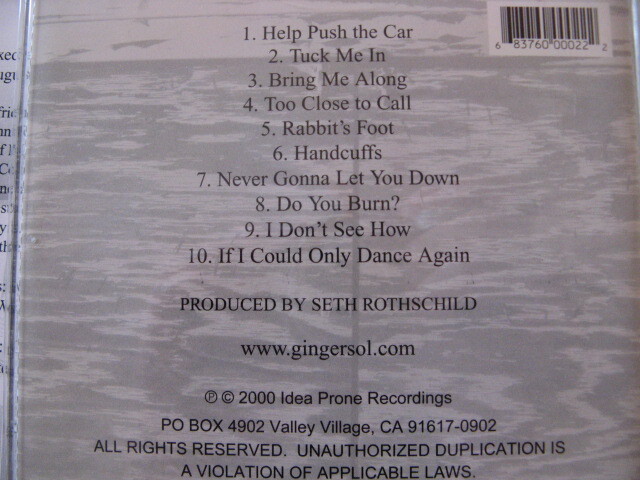 6 83760 00022 2
1. Help Push the Car
2. Tuck Me In
3. Bring Me Along
4. Too Close to Call
5. Rabbit's Foot
6. Handcuffs
7. Never Gonna Let You Down
8. Do You Burn?
9. I Don't See How
10. If I Could Only Dance Again
PRODUCED BY SETH ROTHSCHILD
www.gingersol.com
℗ © 2000 Idea Prone Recordings
PO BOX 4902 Valley Village, CA 91617-0902
ALL RIGHTS RESERVED. UNAUTHORIZED DUPLICATION IS
A VIOLATION OF APPLICABLE LAWS.